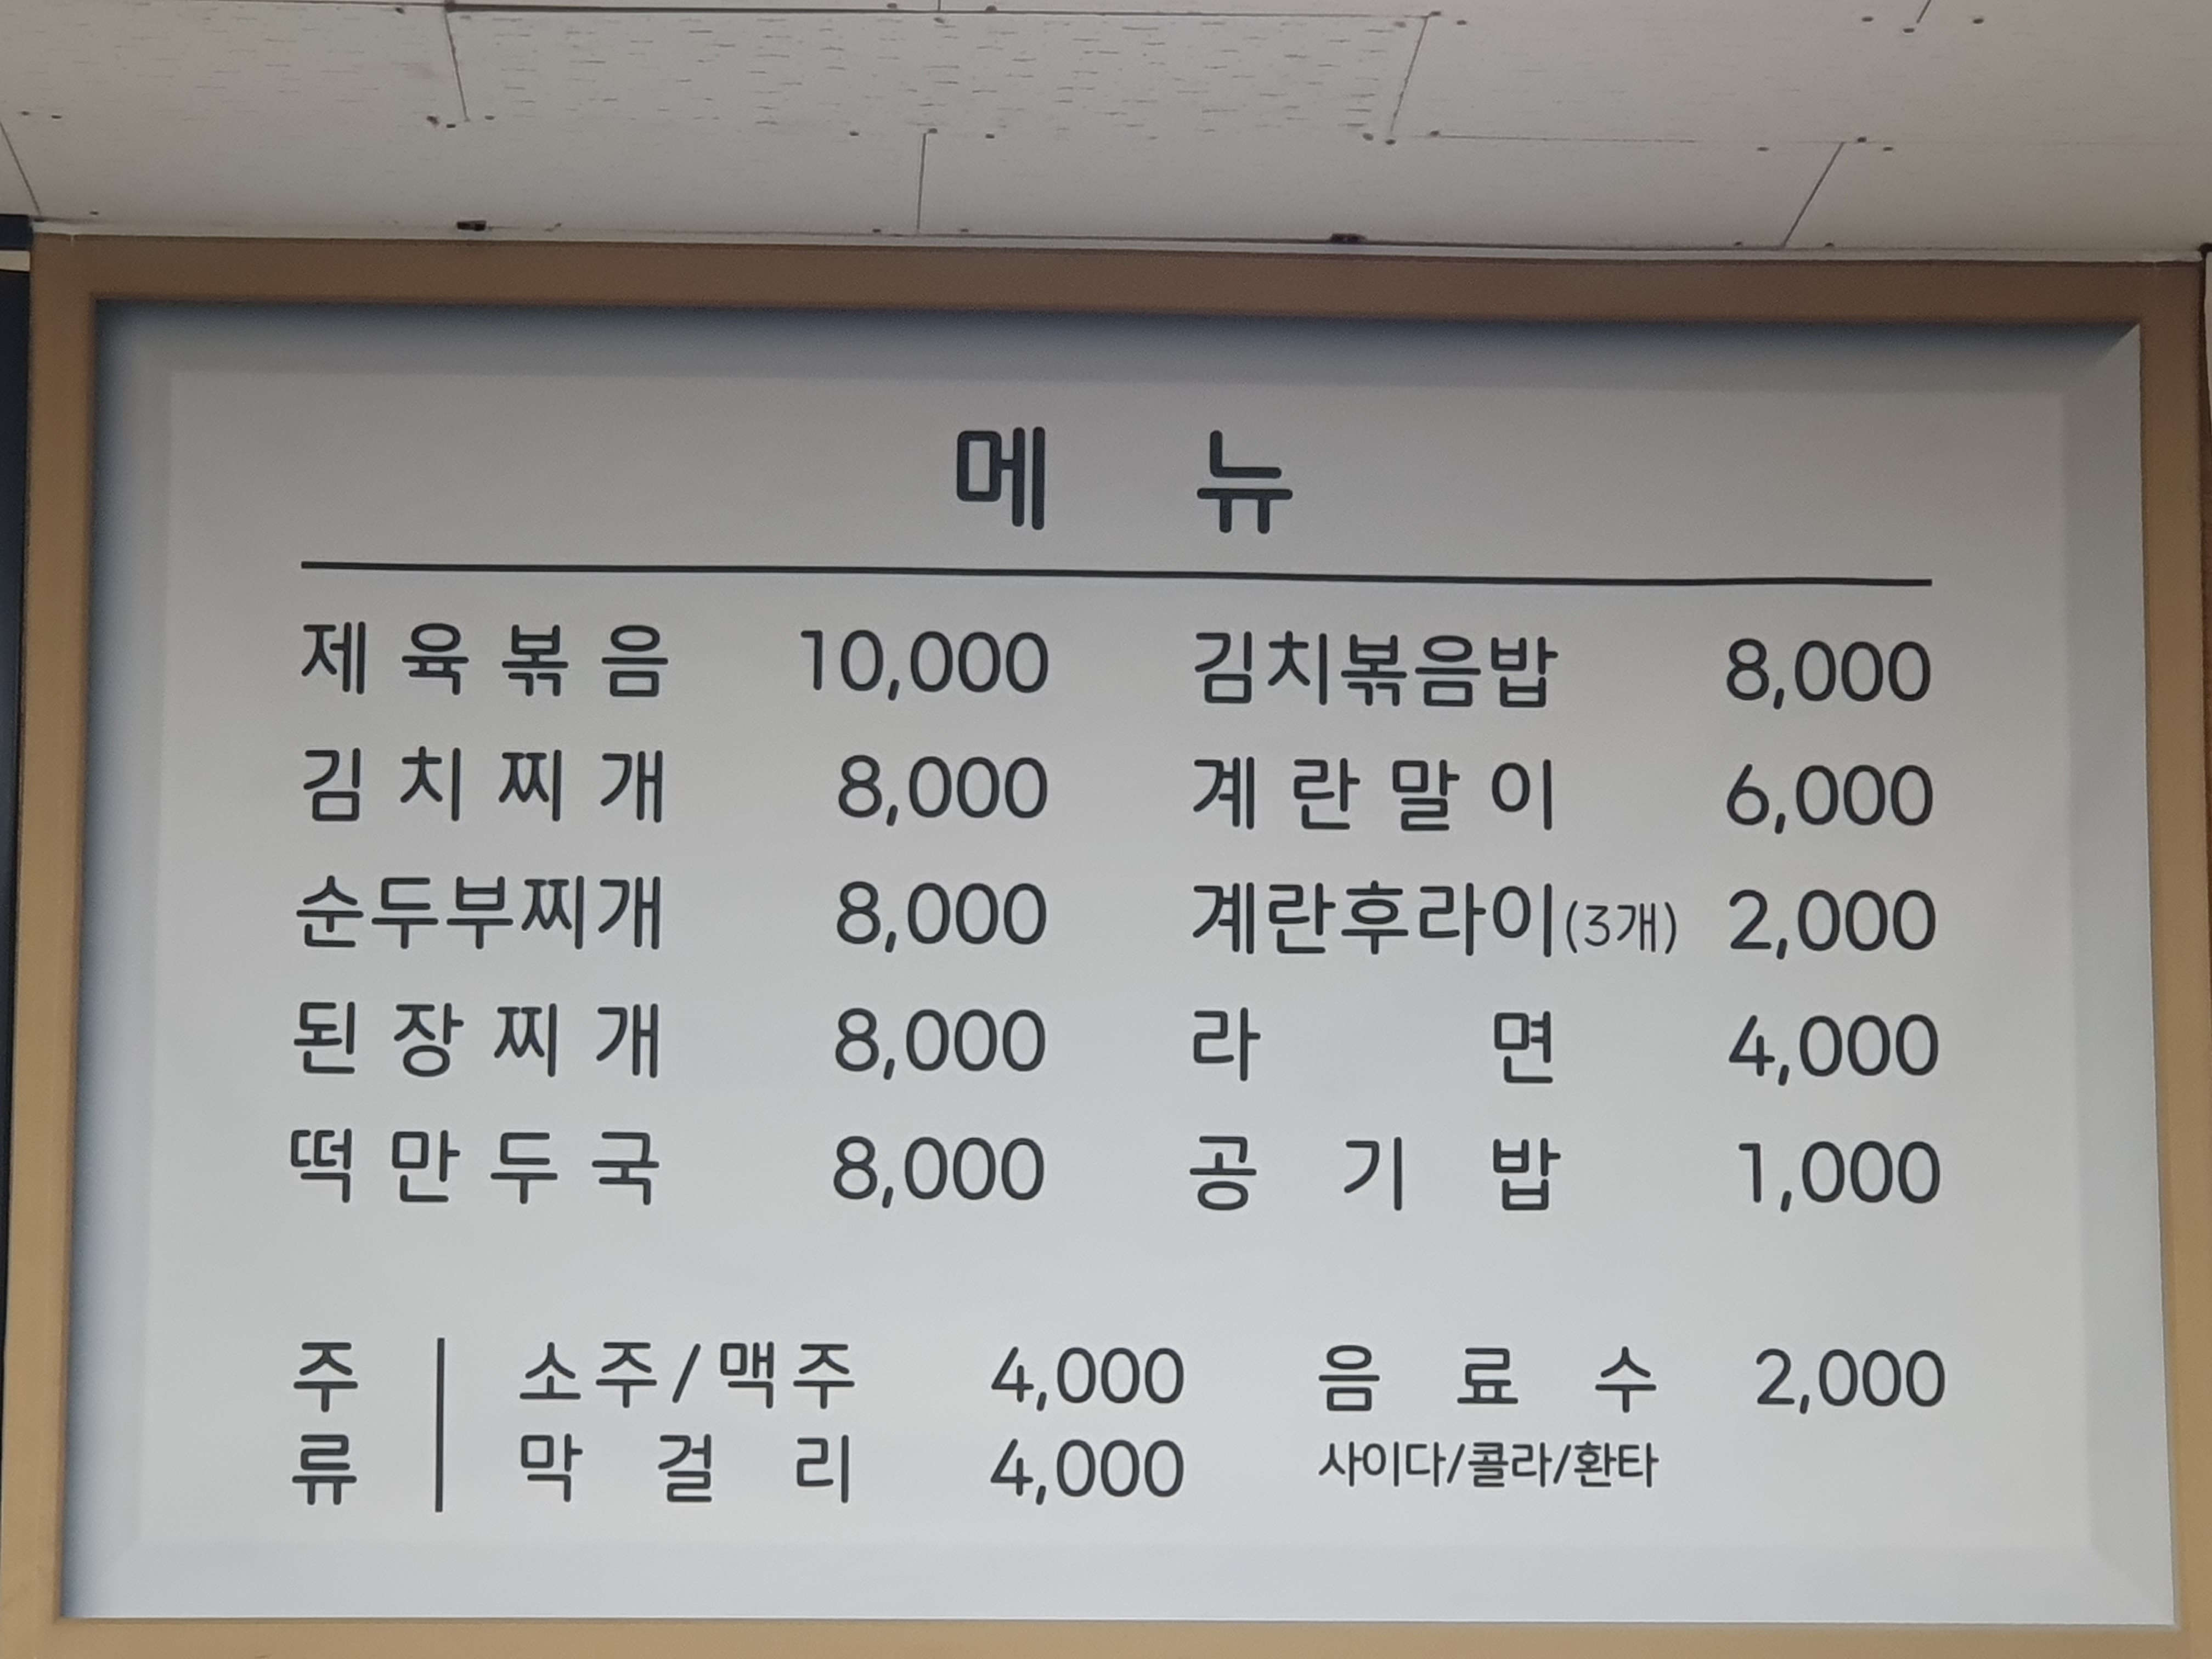 메 뉴
제육볶음 10,000 김치볶음밥 8,000
김치찌개 8,000 계란말이 6,000
순두부찌개 8,000 계란후라이(3개) 2,000
된장찌개 8,000 라면 4,000
떡만두국 8,000 공기밥 1,000
주류 소주/맥주 4,000 음료수 2,000
막걸리 4,000 사이다/콜라/환타